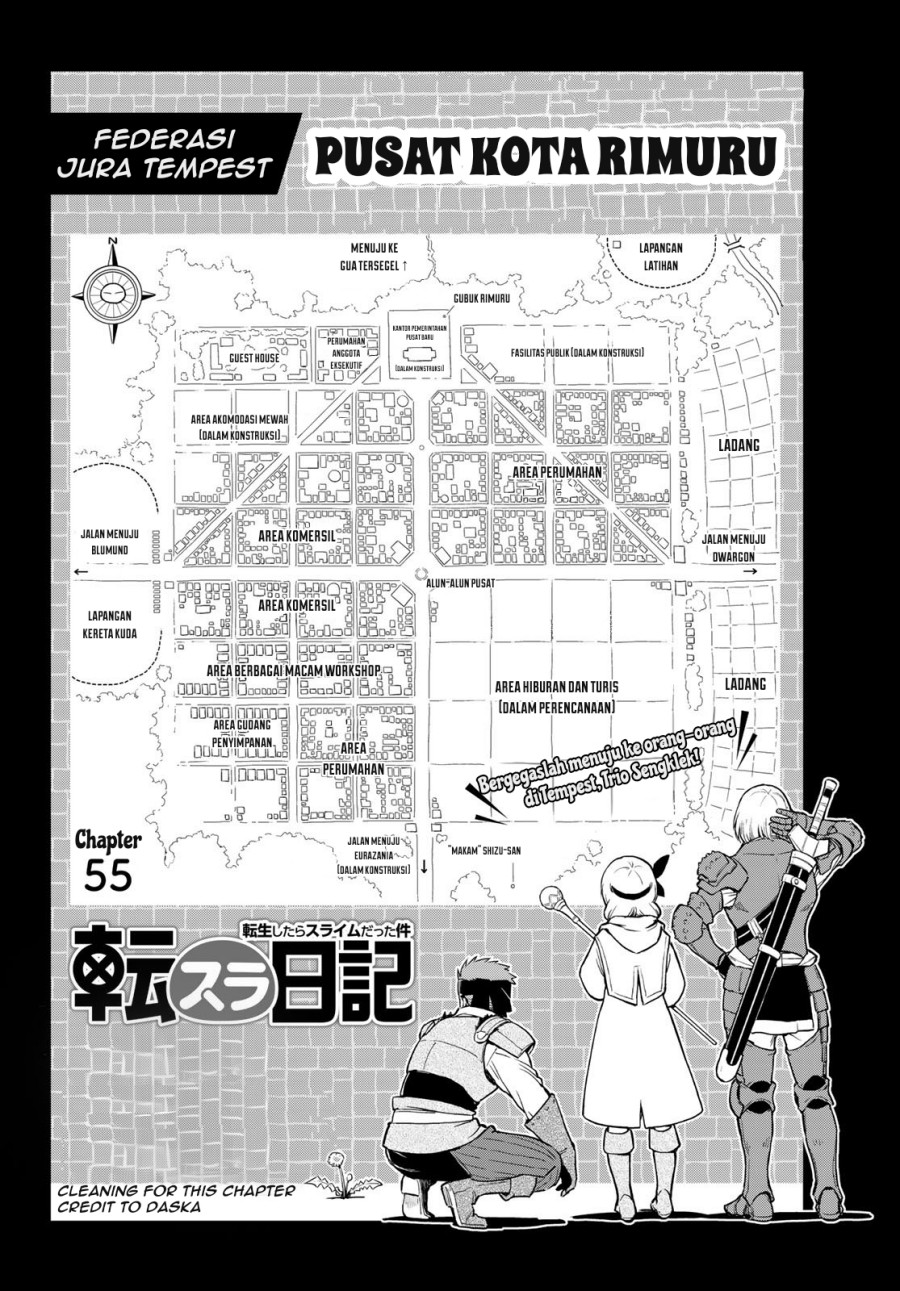 FEDERASI
JURA TEMPEST
PUSAT KOTA RIMURU
N
MENUJU KE
GUA TERSEGEL ↑
LAPANGAN
LATIHAN
GUBUK RIMURU
KANTOR PEMERINTAHAN
PUSAT BARU
(DALAM KONSTRUKSI)
GUEST HOUSE
PERUMAHAN
ANGGOTA
EKSEKUTIF
FASILITAS PUBLIK (DALAM KONSTRUKSI)
AREA AKOMODASI MEWAH
(DALAM KONSTRUKSI)
LADANG
AREA PERUMAHAN
JALAN MENUJU
BLUMUND
←
AREA KOMERSIL
JALAN MENUJU
DWARGON
→
ALUN-ALUN PUSAT
AREA KOMERSIL
LAPANGAN
KERETA KUDA
AREA BERBAGAI MACAM WORKSHOP
AREA HIBURAN DAN TURIS
(DALAM PERENCANAAN)
LADANG
AREA GUDANG
PENYIMPANAN
AREA
PERUMAHAN
Bergegaslah menuju ke orang-orang
di Tempest, Trio Sengklek!
Chapter
55
JALAN MENUJU
EURAZANIA
(DALAM KONSTRUKSI)
↓
"MAKAM" SHIZU-SAN
転生したらスライムだった件
転スラ日記
CLEANING FOR THIS CHAPTER
CREDIT TO DASKA